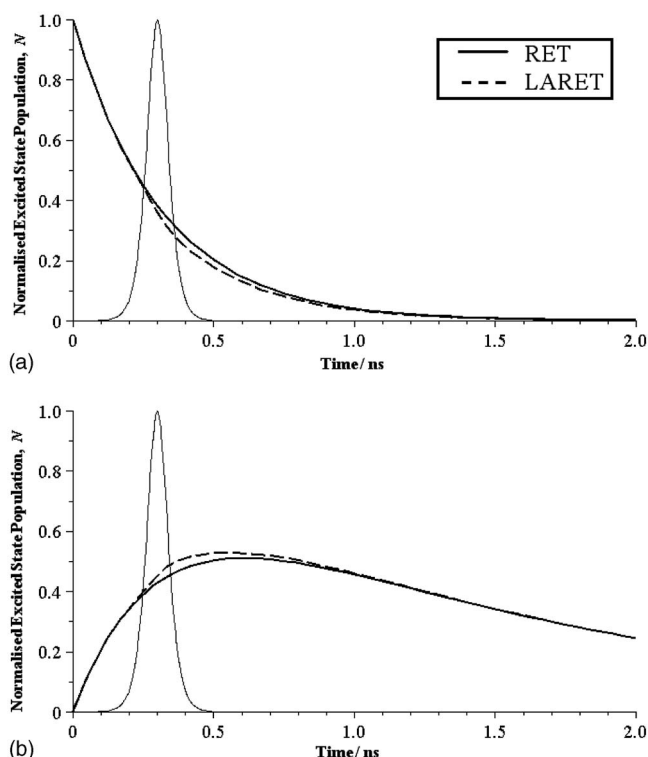 Normalised Excited State Population, N
1.0
0.8
0.6
0.4
0.2
0
RET
LARET
0 0.5 1.0 1.5 2.0
Time/ ns
(a)
Normalised Excited State Population, N
1.0
0.8
0.6
0.4
0.2
0
0 0.5 1.0 1.5 2.0
Time/ ns
(b)